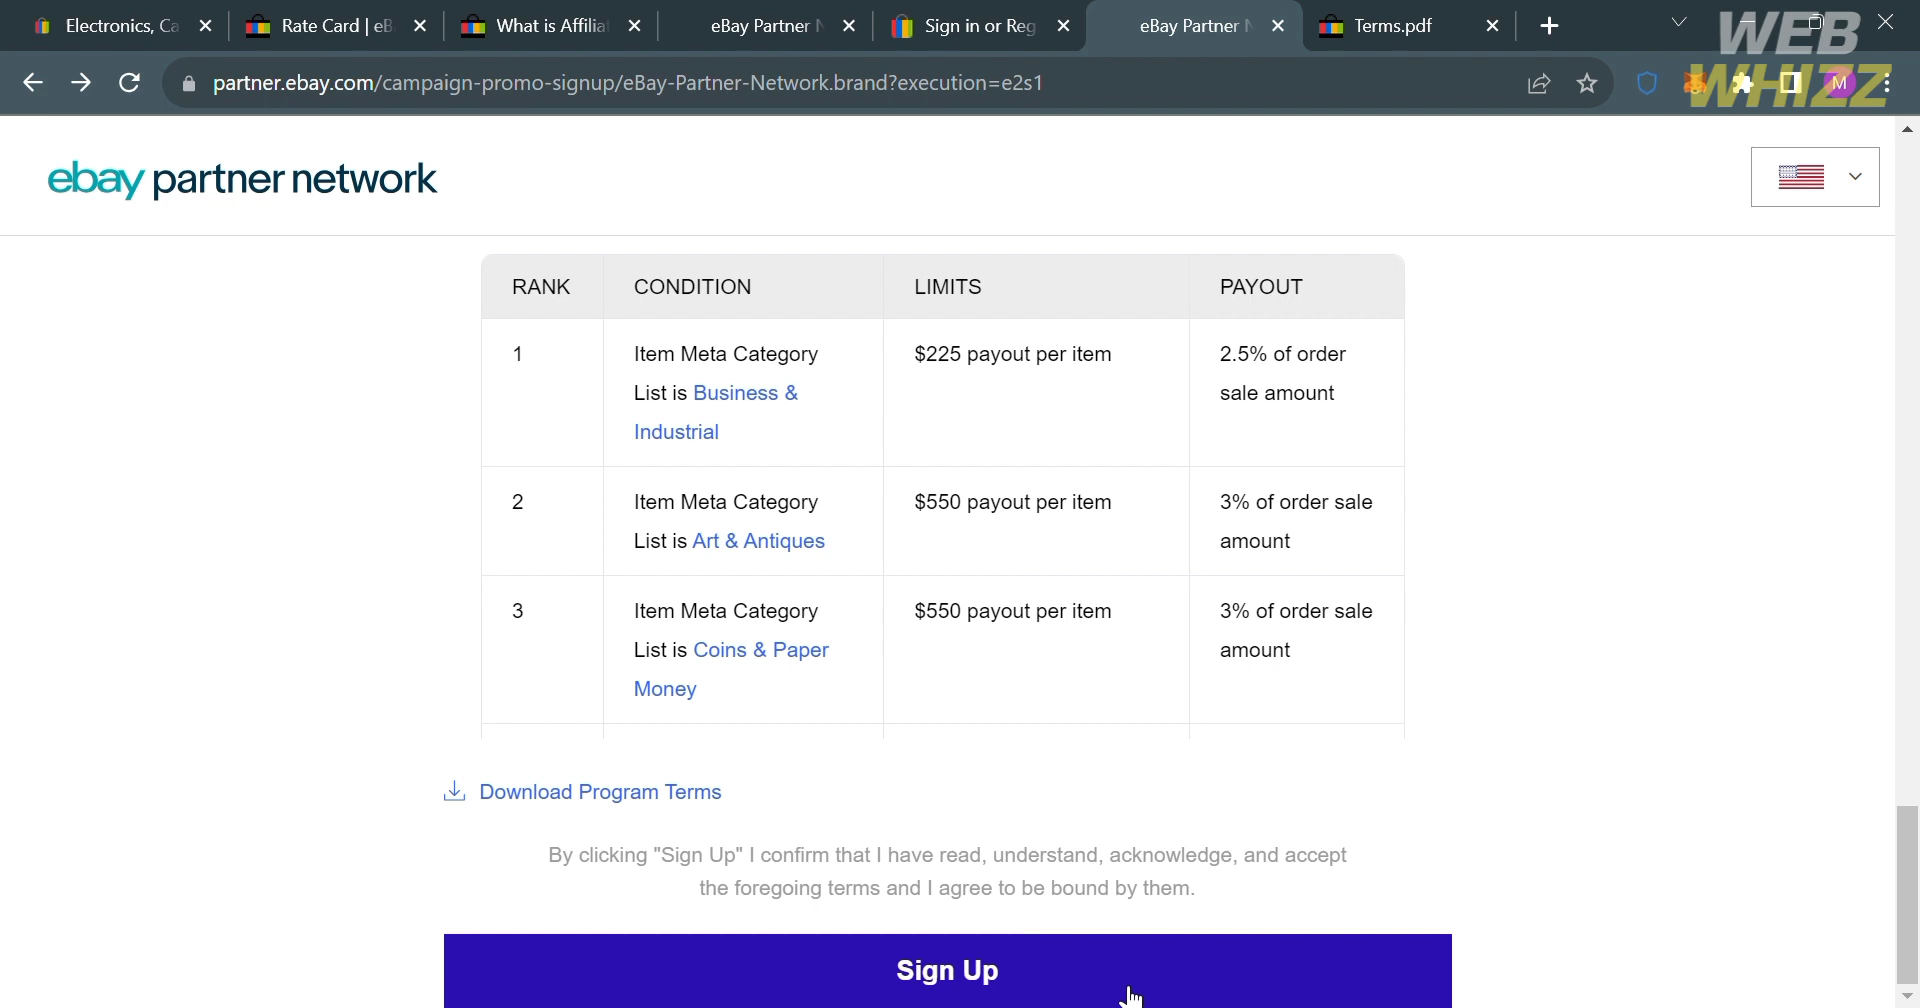 Electronics, Ca
Rate Card | eB
What is Affilia
eBay Partner N
Sign in or Reg
eBay Partner N
Terms.pdf
WEB
WHIZZ
partner.ebay.com/campaign-promo-signup/eBay-Partner-Network.brand?execution=e2s1
M
ebay partner network
RANK CONDITION LIMITS PAYOUT
1 Item Meta Category $225 payout per item 2.5% of order
List is Business & sale amount
Industrial
2 Item Meta Category $550 payout per item 3% of order sale
List is Art & Antiques amount
3 Item Meta Category $550 payout per item 3% of order sale
List is Coins & Paper amount
Money
Download Program Terms
By clicking "Sign Up" I confirm that I have read, understand, acknowledge, and accept
the foregoing terms and I agree to be bound by them.
Sign Up